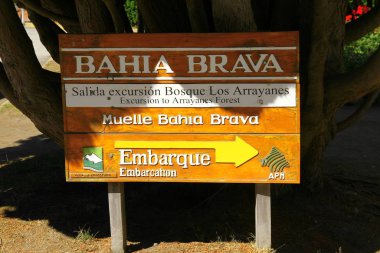 BAHIA BRAVA
Salida excursión Bosque Los Arrayanes
Excursion to Arrayanes Forest
Muelle Bahia Brava
Embarque
Embarcation
APN